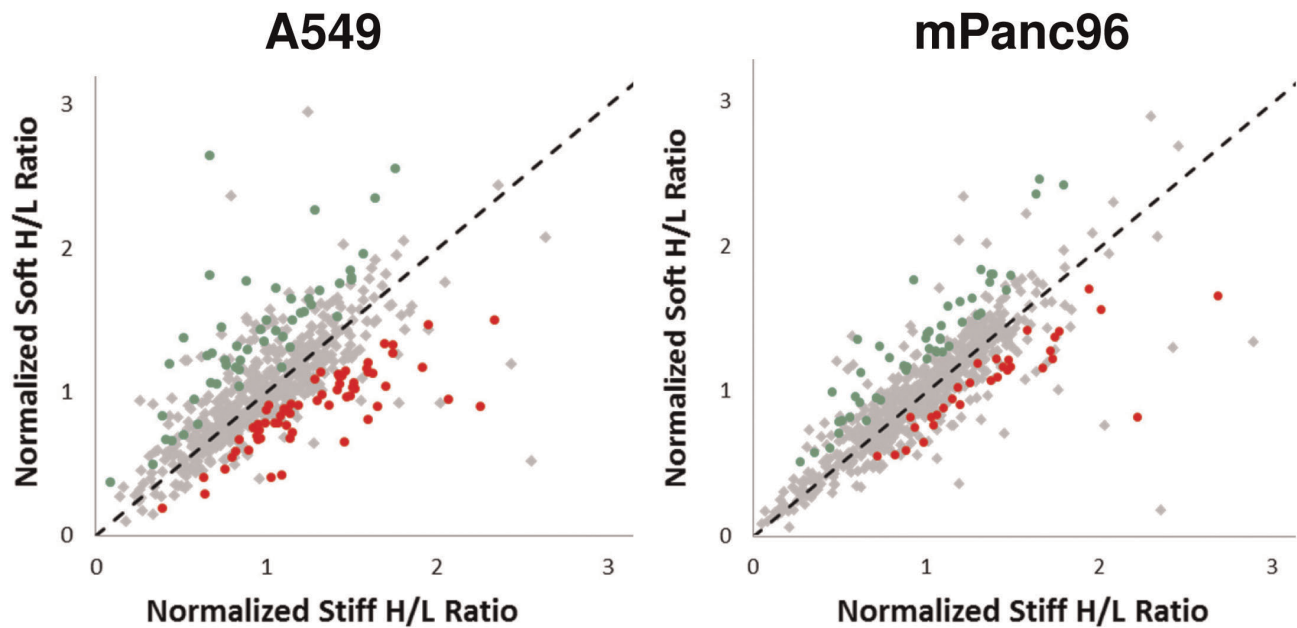 A549
mPanc96
Normalized Soft H/L Ratio
3
2
1
0
0 1 2 3
Normalized Stiff H/L Ratio
Normalized Soft H/L Ratio
3
2
1
0
0 1 2 3
Normalized Stiff H/L Ratio